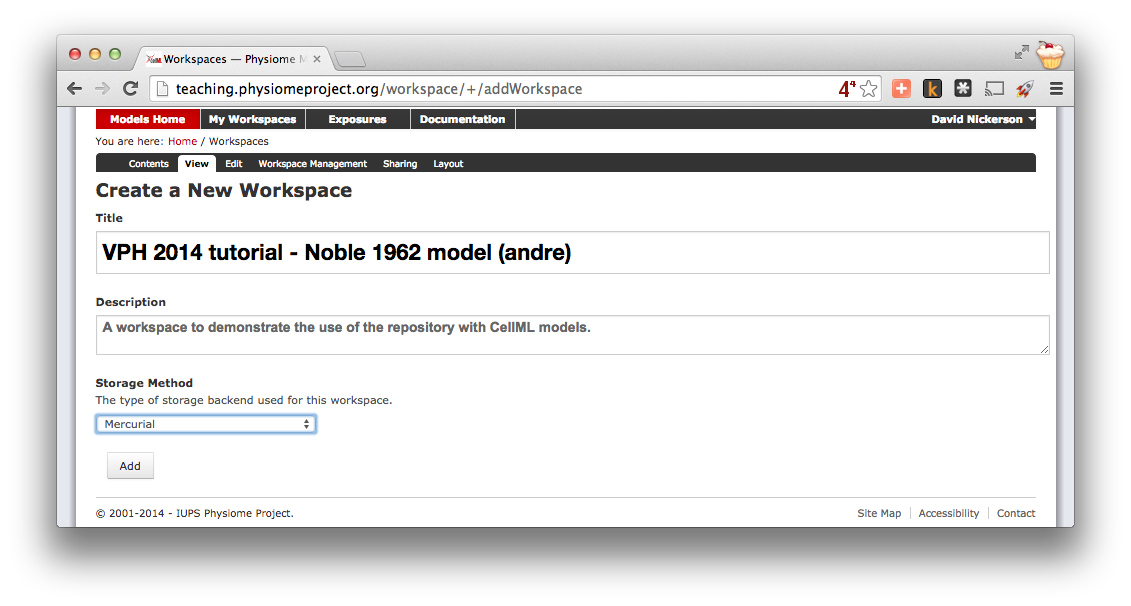 Workspaces — Physiome M
teaching.physiomeproject.org/workspace/+/addWorkspace
4⁴
k
Models Home My Workspaces Exposures Documentation David Nickerson
You are here: Home / Workspaces
Contents View Edit Workspace Management Sharing Layout
Create a New Workspace
Title
VPH 2014 tutorial - Noble 1962 model (andre)
Description
A workspace to demonstrate the use of the repository with CellML models.
Storage Method
The type of storage backend used for this workspace.
Mercurial
Add
© 2001-2014 - IUPS Physiome Project.
Site Map Accessibility Contact